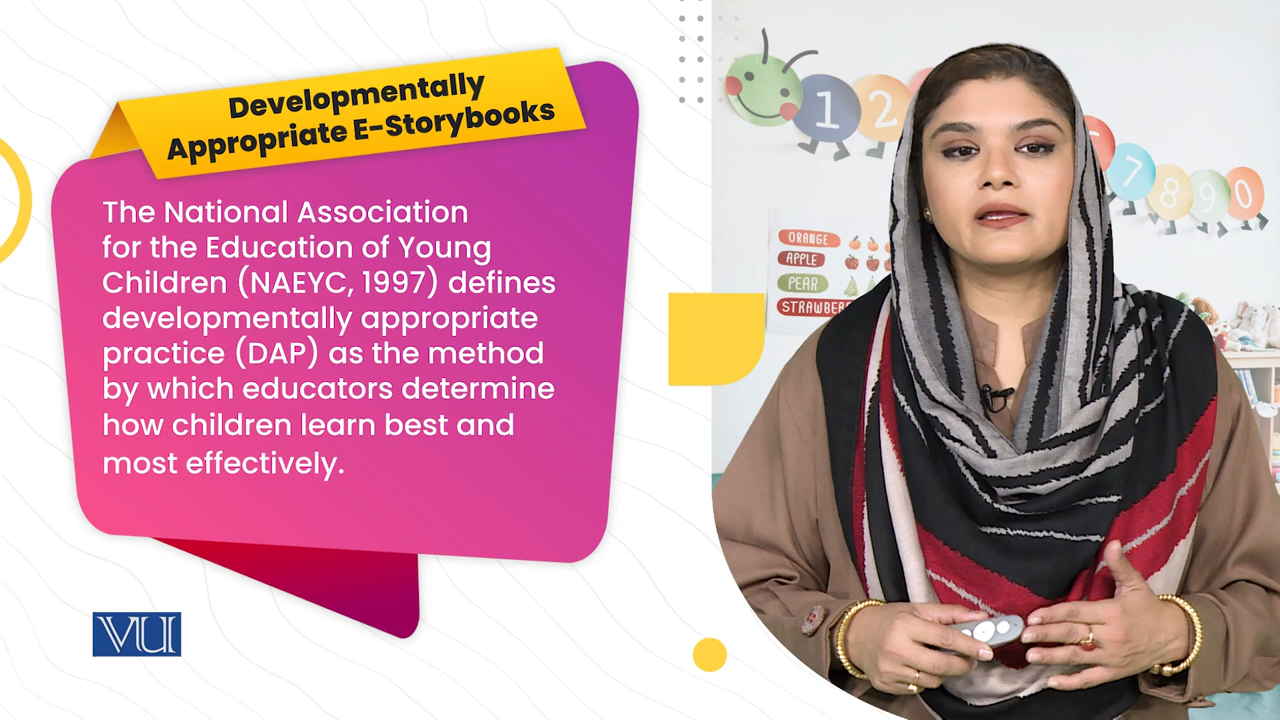 Developmentally
Appropriate E-Storybooks
The National Association
for the Education of Young
Children (NAEYC, 1997) defines
developmentally appropriate
practice (DAP) as the method
by which educators determine
how children learn best and
most effectively.
VU
1 2
7 8 9 0
ORANGE
APPLE
PEAR
STRAWBER